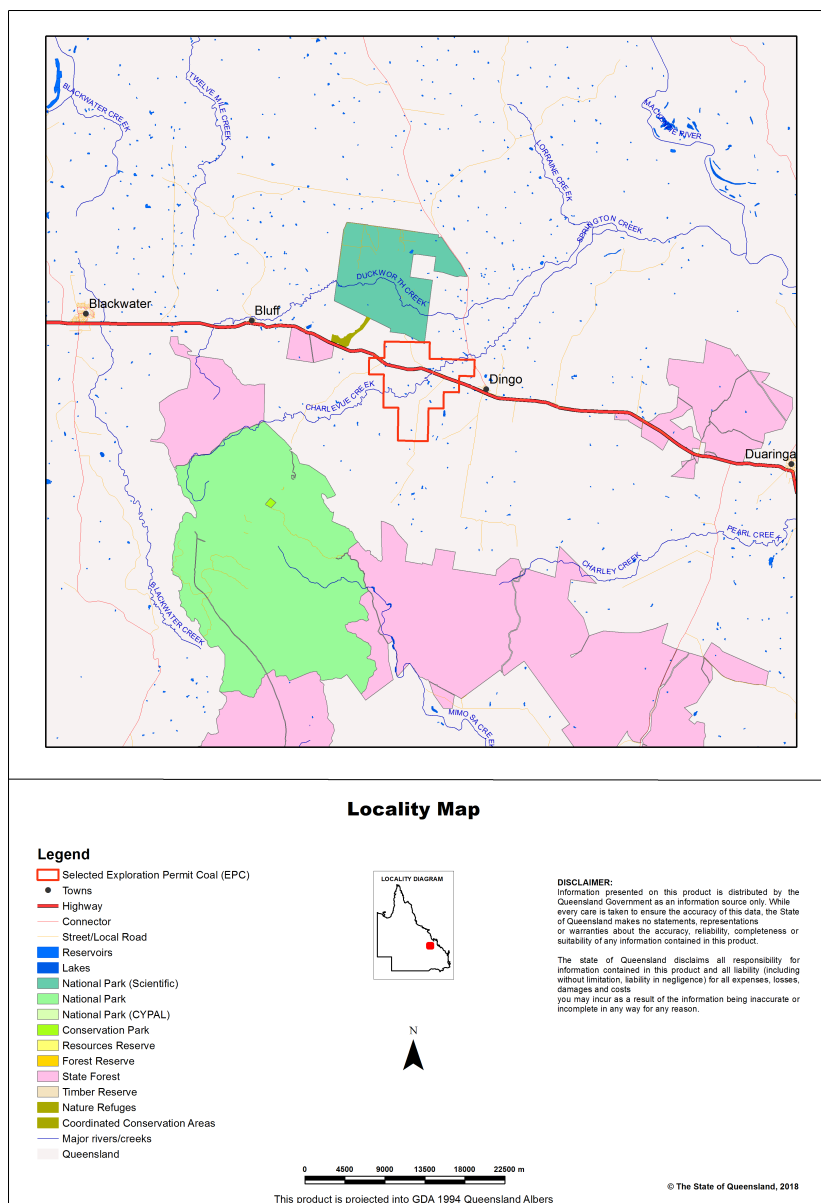 BLACKWATER CREEK
TWELVE MILE CREEK
MACKENZIE RIVER
LORRAINE CREEK
SPRINGTON CREEK
DUCKWORTH CREEK
Blackwater
Bluff
CHARLEVUE CREEK
Dingo
Duaringa
PEARL CREEK
CHARLEY CREEK
BLACKWATER CREEK
MIMOSA CREEK
Locality Map
Legend
Selected Exploration Permit Coal (EPC)
Towns
Highway
Connector
Street/Local Road
Reservoirs
Lakes
National Park (Scientific)
National Park
National Park (CYPAL)
Conservation Park
Resources Reserve
Forest Reserve
State Forest
Timber Reserve
Nature Refuges
Coordinated Conservation Areas
Major rivers/creeks
Queensland
LOCALITY DIAGRAM
N
DISCLAIMER:
Information presented on this product is distributed by the
Queensland Government as an information source only. While
every care is taken to ensure the accuracy of this data, the State
of Queensland makes no statements, representations
or warranties about the accuracy, reliability, completeness or
suitability of any information contained in this product.
The state of Queensland disclaims all responsibility for
information contained in this product and all liability (including
without limitation, liability in negligence) for all expenses, losses,
damages and costs
you may incur as a result of the information being inaccurate or
incomplete in any way for any reason.
0 4500 9000 13500 18000 22500 m
This product is projected into GDA 1994 Queensland Albers
© The State of Queensland, 2018